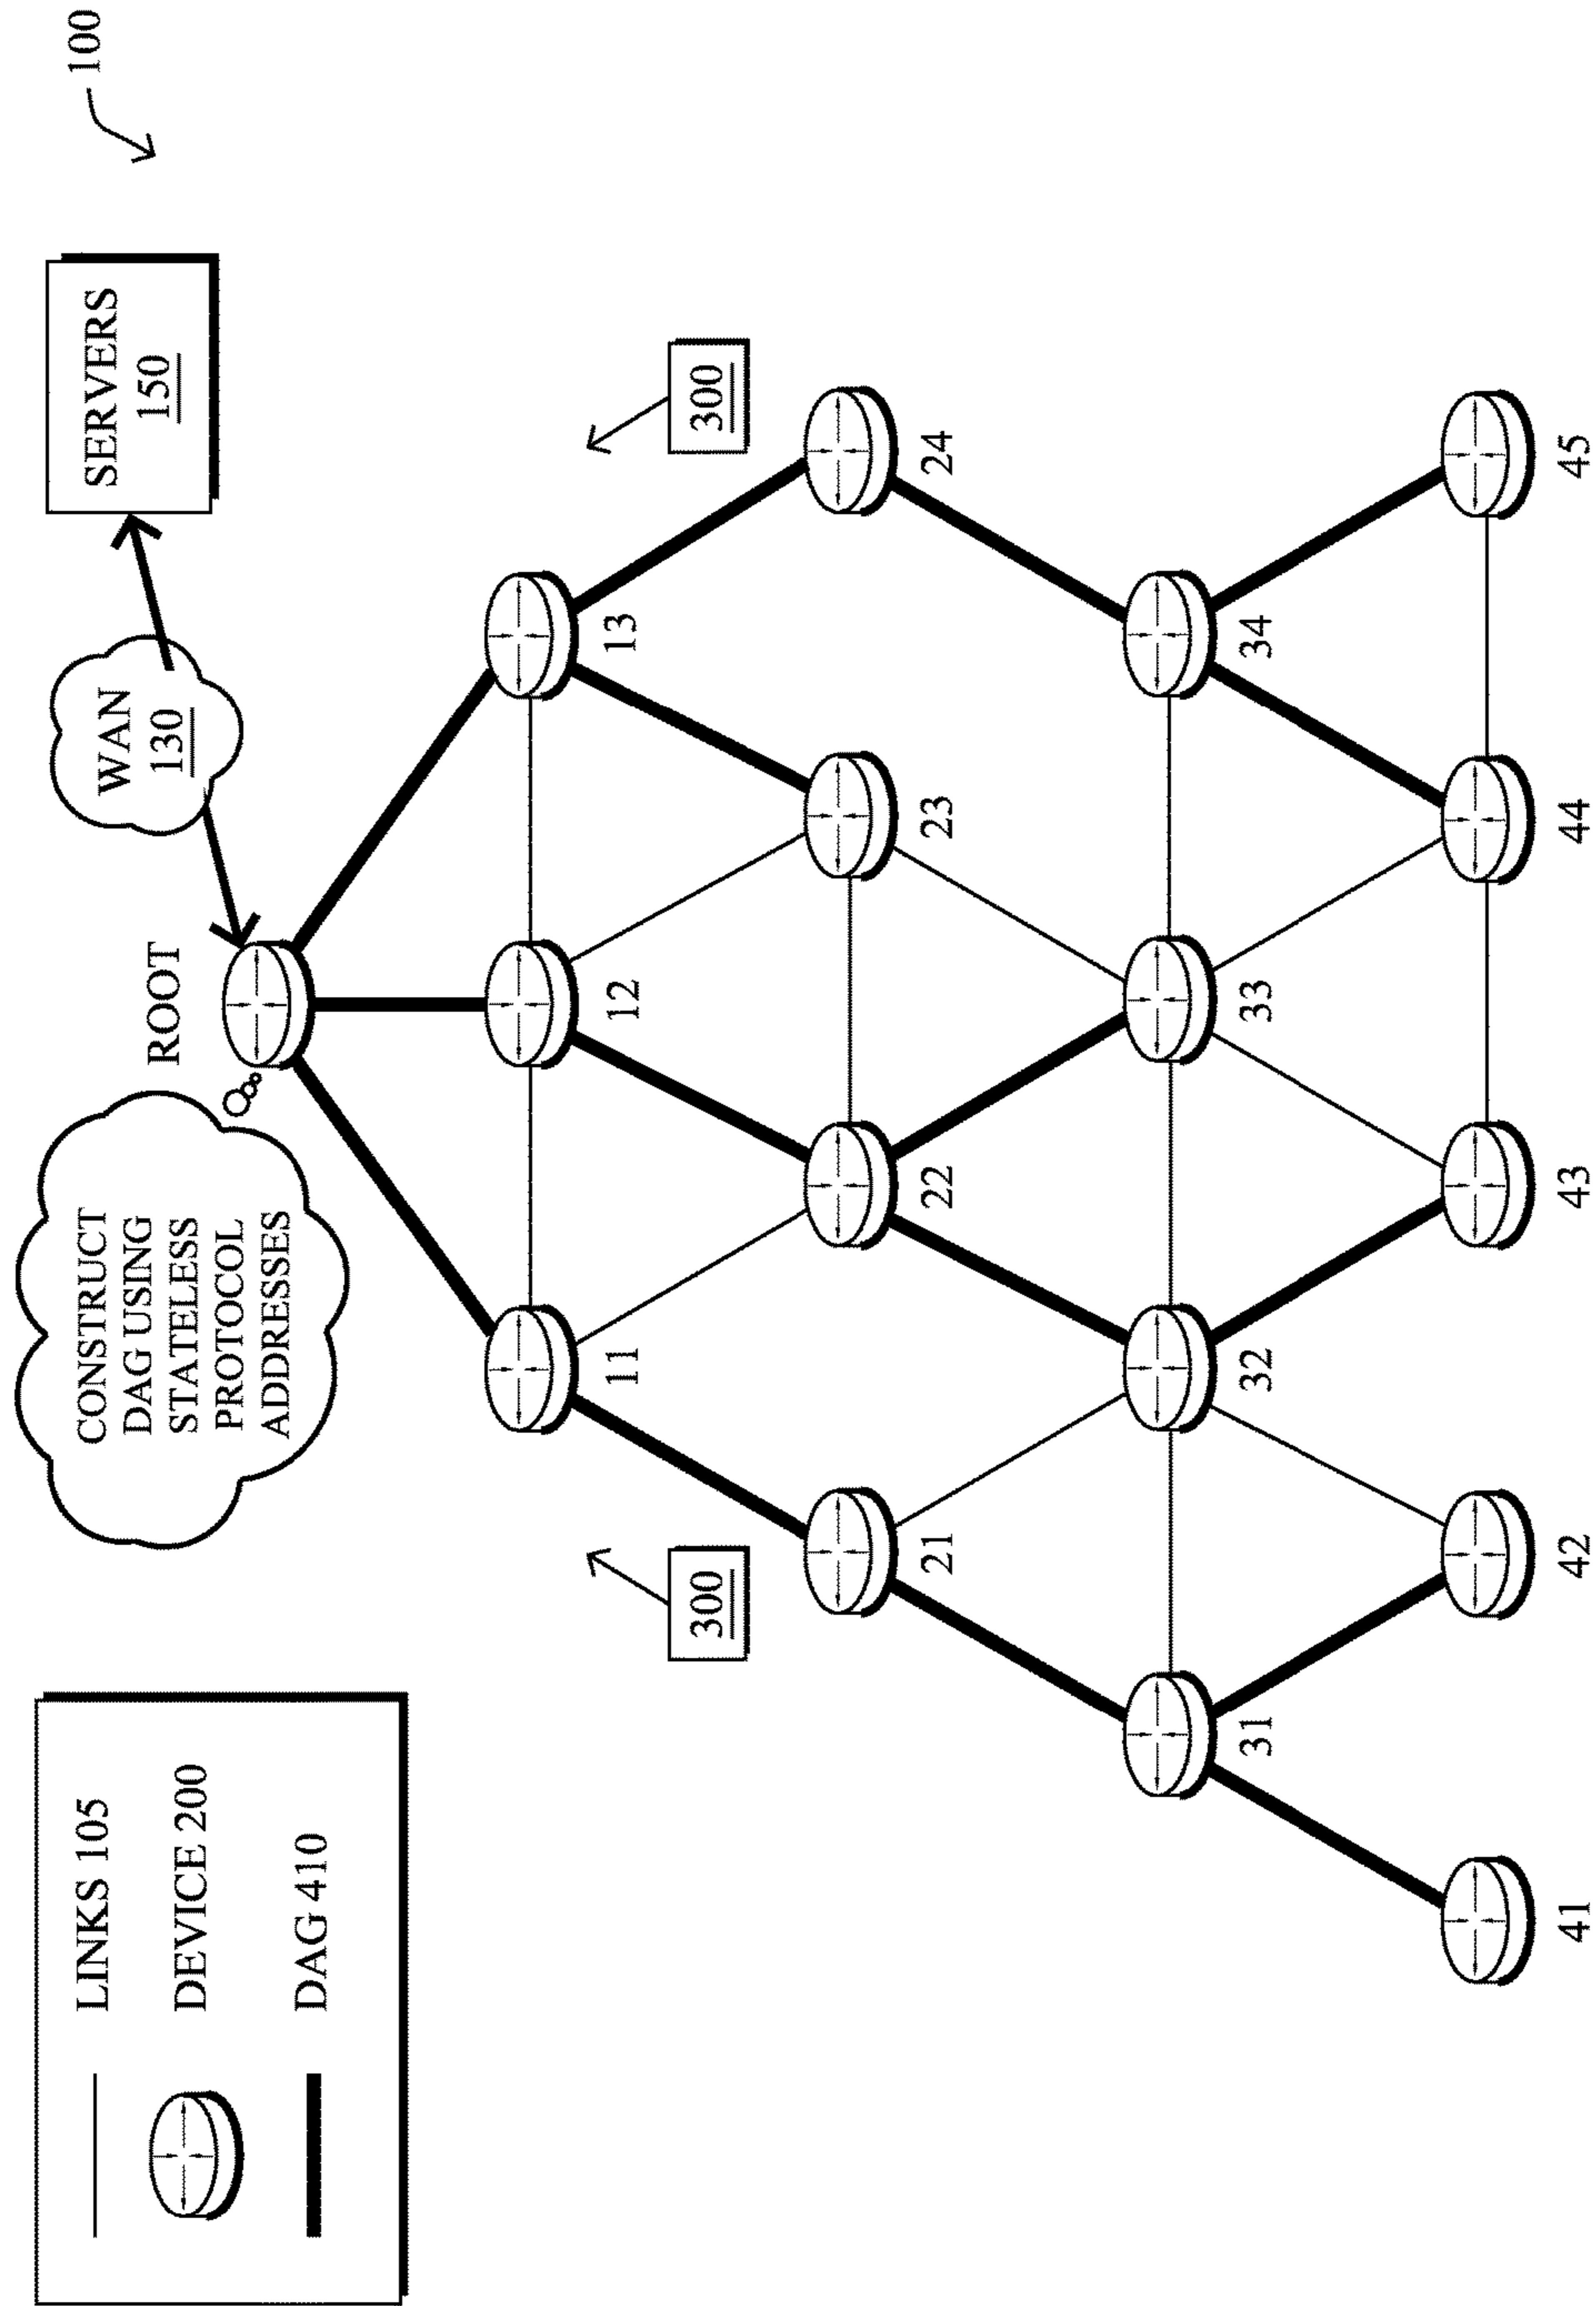 LINKS 105
DEVICE 200
DAG 410
CONSTRUCT
DAG USING
STATELESS
PROTOCOL
ADDRESSES
ROOT
WAN
130
SERVERS
150
100
11
12
13
300
300
21
22
23
24
31
32
33
34
41
42
43
44
45